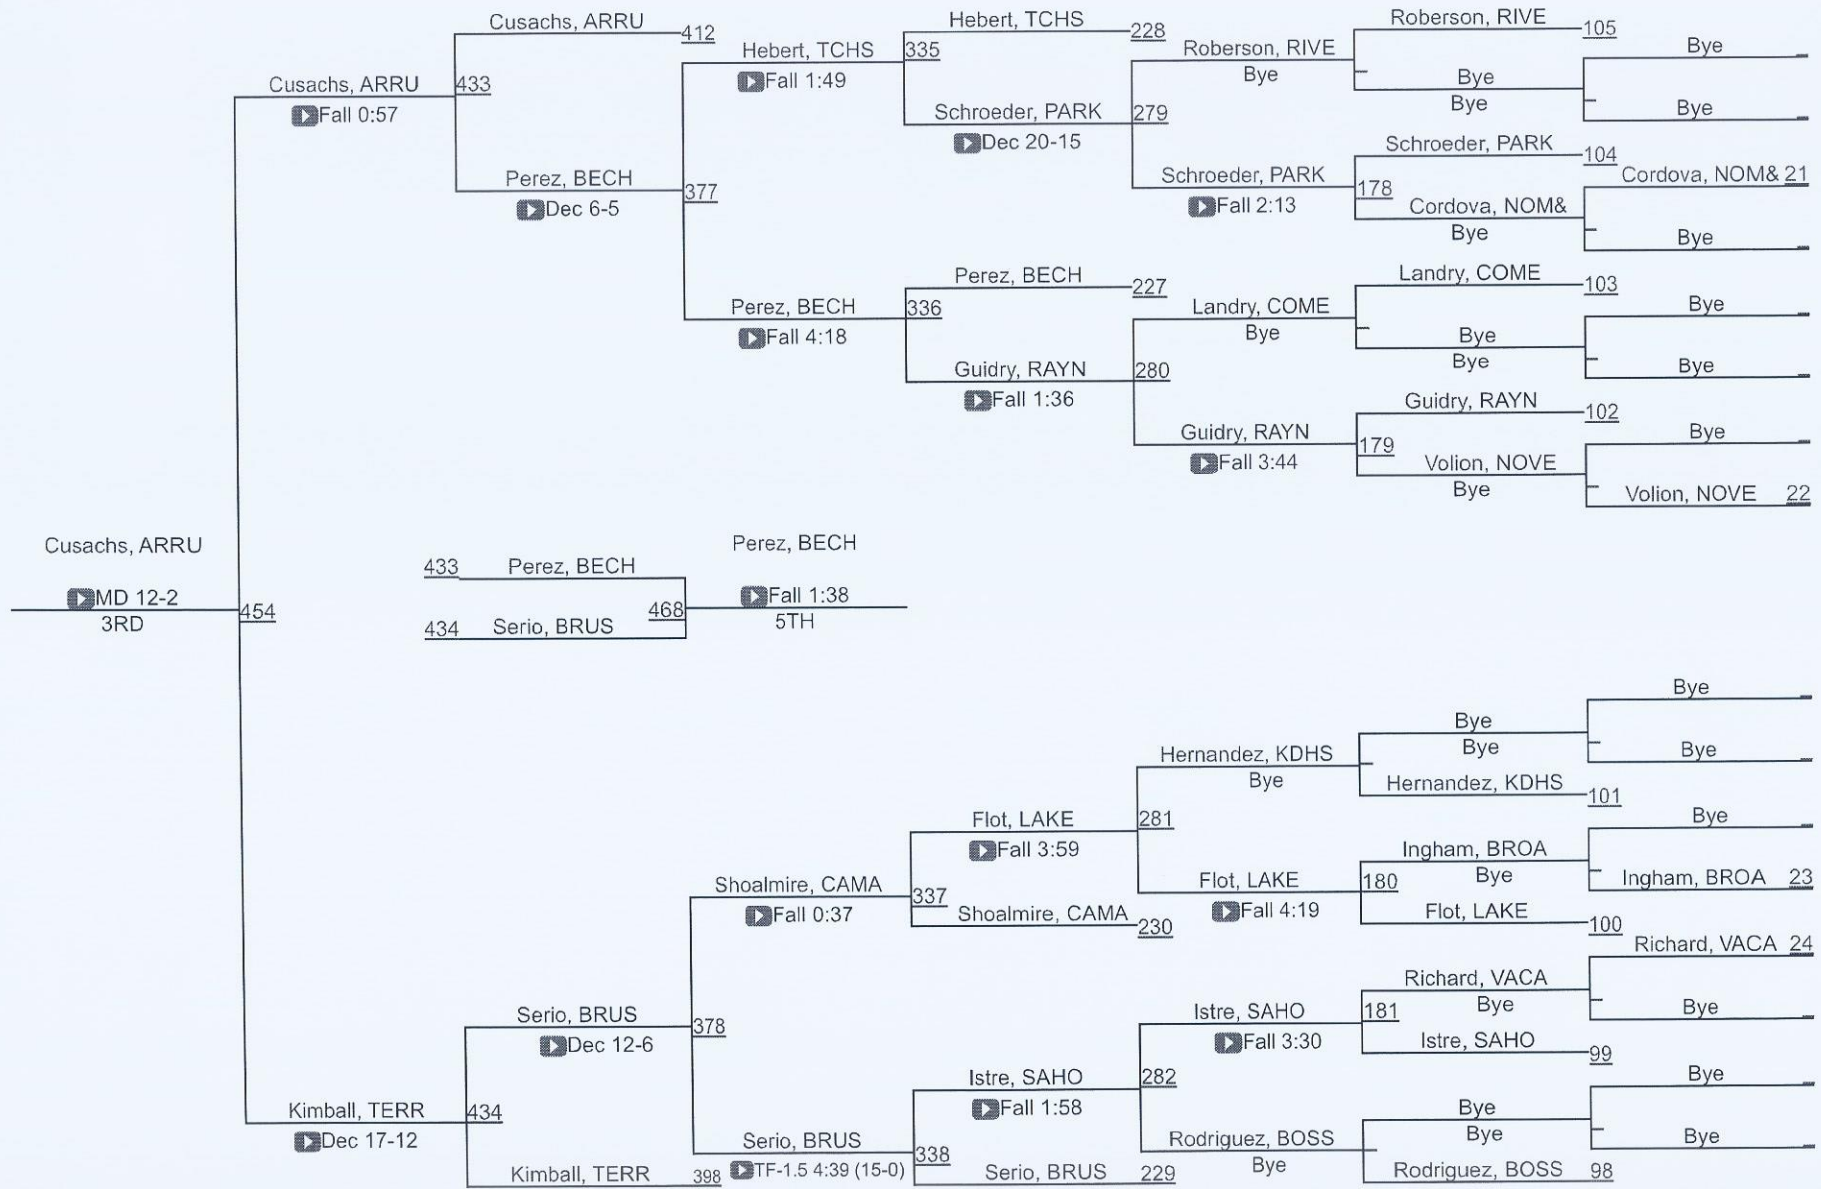 Cusachs, ARRU
412
Hebert, TCHS
228
Roberson, RIVE
105
Bye
Hebert, TCHS
335
Roberson, RIVE
Bye
Fall 1:49
Bye
Bye
Cusachs, ARRU
433
Bye
Fall 0:57
Schroeder, PARK
279
Dec 20-15
Schroeder, PARK
104
Cordova, NOM& 21
Perez, BECH
377
Dec 6-5
Schroeder, PARK
178
Fall 2:13
Cordova, NOM&
Bye
Bye
Perez, BECH
227
Landry, COME
103
Bye
Perez, BECH
336
Fall 4:18
Landry, COME
Bye
Bye
Bye
Bye
Guidry, RAYN
280
Fall 1:36
Guidry, RAYN
102
Bye
Guidry, RAYN
179
Fall 3:44
Volion, NOVE
Bye
Volion, NOVE 22
Cusachs, ARRU
MD 12-2
3RD
454
433 Perez, BECH
434 Serio, BRUS
468
Perez, BECH
Fall 1:38
5TH
Bye
Bye
Bye
Bye
Hernandez, KDHS
Bye
Hernandez, KDHS
101
Flot, LAKE
281
Fall 3:59
Bye
Ingham, BROA
Bye
Ingham, BROA 23
Shoalmire, CAMA
337
Fall 0:37
Flot, LAKE
180
Fall 4:19
Shoalmire, CAMA
230
Flot, LAKE
100
Richard, VACA 24
Richard, VACA
Bye
Bye
Serio, BRUS
378
Dec 12-6
Istre, SAHO
181
Fall 3:30
Istre, SAHO
99
Istre, SAHO
282
Fall 1:58
Bye
Kimball, TERR
434
Dec 17-12
Bye
Bye
Bye
Serio, BRUS
338
TF-1.5 4:39 (15-0)
Rodriguez, BOSS
Bye
Kimball, TERR
398
Serio, BRUS
229
Rodriguez, BOSS
98